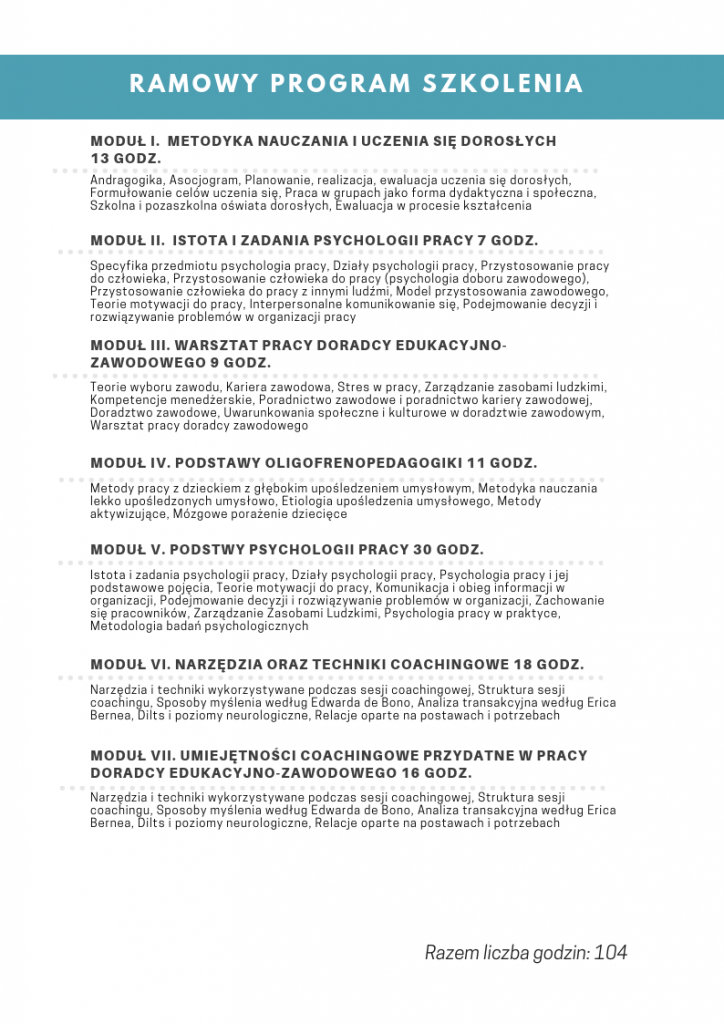 RAMOWY PROGRAM SZKOLENIA
MODUŁ I. METODYKA NAUCZANIA I UCZENIA SIĘ DOROSŁYCH
13 GODZ.
Andragogika, Asocjogram, Planowanie, realizacja, ewaluacja uczenia się dorosłych,
Formułowanie celów uczenia się, Praca w grupach jako forma dydaktyczna i społeczna,
Szkolna i pozaszkolna oświata dorosłych, Ewaluacja w procesie kształcenia
MODUŁ II. ISTOTA I ZADANIA PSYCHOLOGII PRACY 7 GODZ.
Specyfika przedmiotu psychologia pracy, Działy psychologii pracy, Przystosowanie pracy
do człowieka, Przystosowanie człowieka do pracy (psychologia doboru zawodowego),
Przystosowanie człowieka do pracy z innymi ludźmi, Model przystosowania zawodowego,
Teorie motywacji do pracy, Interpersonalne komunikowanie się, Podejmowanie decyzji i
rozwiązywanie problemów w organizacji pracy
MODUŁ III. WARSZTAT PRACY DORADCY EDUKACYJNO-
ZAWODOWEGO 9 GODZ.
Teorie wyboru zawodu, Kariera zawodowa, Stres w pracy, Zarządzanie zasobami ludzkimi,
Kompetencje menedżerskie, Poradnictwo zawodowe i poradnictwo kariery zawodowej,
Doradztwo zawodowe, Uwarunkowania społeczne i kulturowe w doradztwie zawodowym,
Warsztat pracy doradcy zawodowego
MODUŁ IV. PODSTAWY OLIGOFRENOPEDAGOGIKI 11 GODZ.
Metody pracy z dzieckiem z głębokim upośledzeniem umysłowym, Metodyka nauczania
lekko upośledzonych umysłowo, Etiologia upośledzenia umysłowego, Metody
aktywizujące, Mózgowe porażenie dziecięce
MODUŁ V. PODSTWY PSYCHOLOGII PRACY 30 GODZ.
Istota i zadania psychologii pracy, Działy psychologii pracy, Psychologia pracy i jej
podstawowe pojęcia, Teorie motywacji do pracy, Komunikacja i obieg informacji w
organizacji, Podejmowanie decyzji i rozwiązywanie problemów w organizacji, Zachowanie
się pracowników, Zarządzanie Zasobami Ludzkimi, Psychologia pracy w praktyce,
Metodologia badań psychologicznych
MODUŁ VI. NARZĘDZIA ORAZ TECHNIKI COACHINGOWE 18 GODZ.
Narzędzia i techniki wykorzystywane podczas sesji coachingowej, Struktura sesji
coachingu, Sposoby myślenia według Edwarda de Bono, Analiza transakcyjna według Erica
Bernea, Dilts i poziomy neurologiczne, Relacje oparte na postawach i potrzebach
MODUŁ VII. UMIEJĘTNOŚCI COACHINGOWE PRZYDATNE W PRACY
DORADCY EDUKACYJNO-ZAWODOWEGO 16 GODZ.
Narzędzia i techniki wykorzystywane podczas sesji coachingowej, Struktura sesji
coachingu, Sposoby myślenia według Edwarda de Bono, Analiza transakcyjna według Erica
Bernea, Dilts i poziomy neurologiczne, Relacje oparte na postawach i potrzebach
Razem liczba godzin: 104